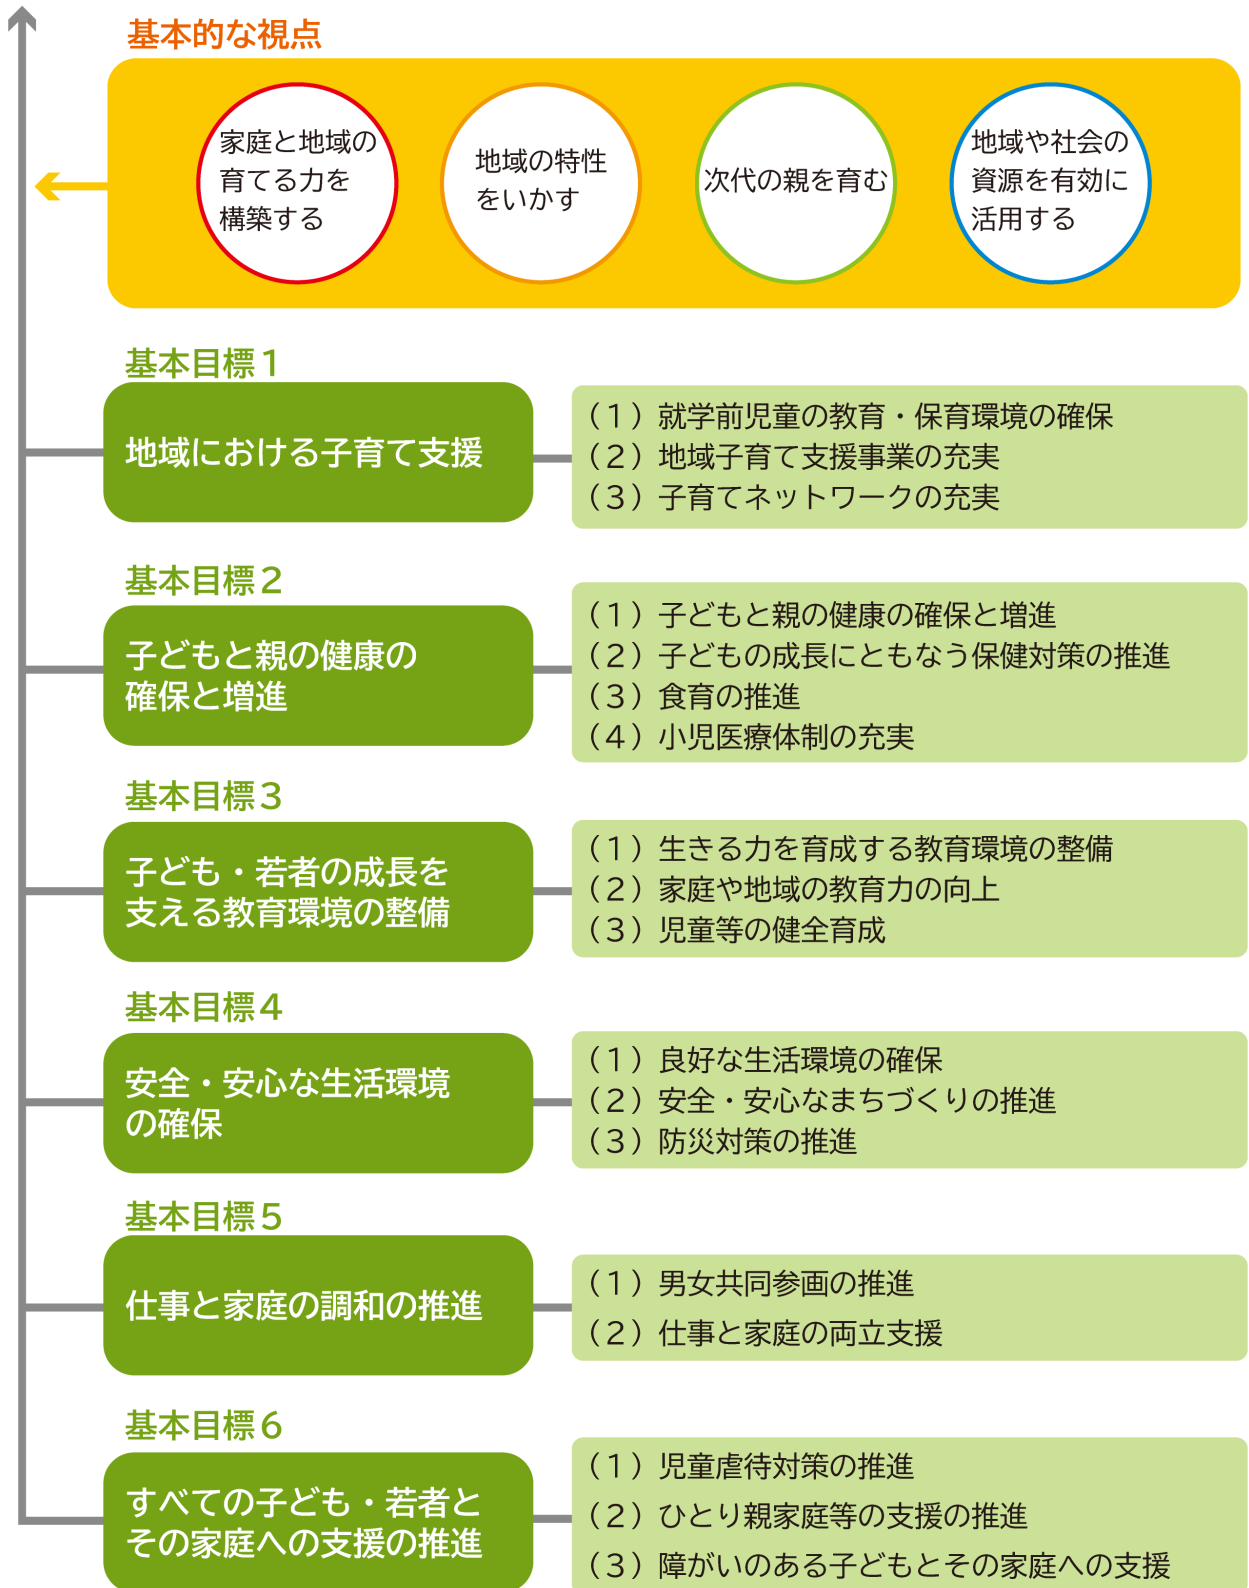 基本的な視点
家庭と地域の
育てる力を
構築する
地域の特性
をいかす
次代の親を育む
地域や社会の
資源を有効に
活用する
基本目標１
地域における子育て支援
（１）就学前児童の教育・保育環境の確保
（２）地域子育て支援事業の充実
（３）子育てネットワークの充実
基本目標２
子どもと親の健康の
確保と増進
（１）子どもと親の健康の確保と増進
（２）子どもの成長にともなう保健対策の推進
（３）食育の推進
（４）小児医療体制の充実
基本目標３
子ども・若者の成長を
支える教育環境の整備
（１）生きる力を育成する教育環境の整備
（２）家庭や地域の教育力の向上
（３）児童等の健全育成
基本目標４
安全・安心な生活環境
の確保
（１）良好な生活環境の確保
（２）安全・安心なまちづくりの推進
（３）防災対策の推進
基本目標５
仕事と家庭の調和の推進
（１）男女共同参画の推進
（２）仕事と家庭の両立支援
基本目標６
すべての子ども・若者と
その家庭への支援の推進
（１）児童虐待対策の推進
（２）ひとり親家庭等の支援の推進
（３）障がいのある子どもとその家庭への支援